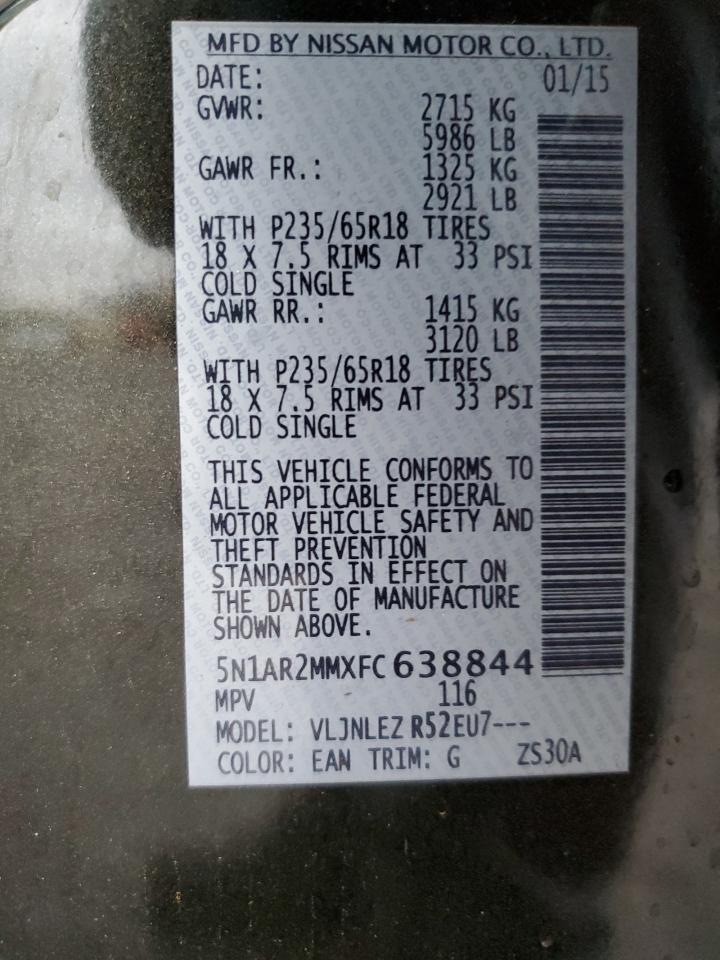 MFD BY NISSAN MOTOR CO., LTD.
DATE: 01/15
GVWR: 2715 KG
5986 LB
GAWR FR.: 1325 KG
2921 LB
WITH P235/65R18 TIRES
18 X 7.5 RIMS AT 33 PSI
COLD SINGLE
GAWR RR.: 1415 KG
3120 LB
WITH P235/65R18 TIRES
18 X 7.5 RIMS AT 33 PSI
COLD SINGLE
THIS VEHICLE CONFORMS TO
ALL APPLICABLE FEDERAL
MOTOR VEHICLE SAFETY AND
THEFT PREVENTION
STANDARDS IN EFFECT ON
THE DATE OF MANUFACTURE
SHOWN ABOVE.
5N1AR2MMXFC638844
MPV 116
MODEL: VLJNLEZ R52EU7---
COLOR: EAN TRIM: G ZS30A